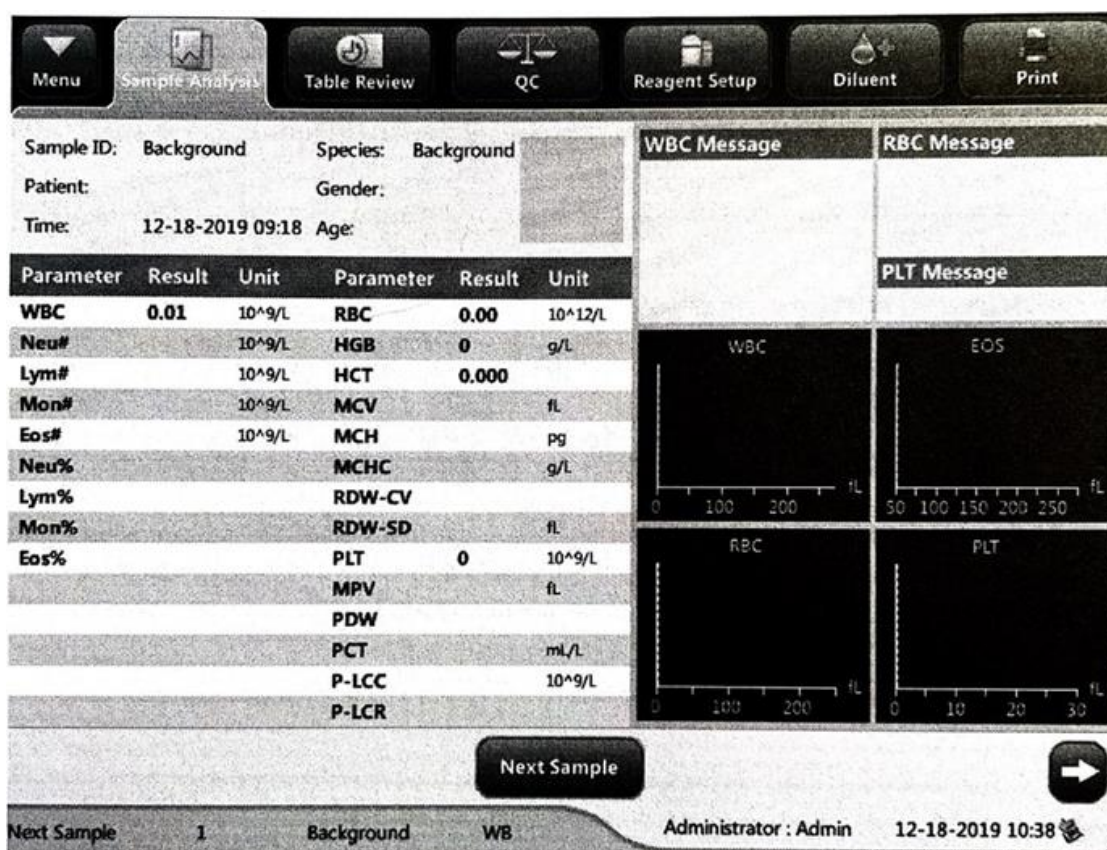 Menu
Sample Analysis
Table Review
QC
Reagent Setup
Diluent
Print
Sample ID: Background Species: Background
Patient: Gender:
Time: 12-18-2019 09:18 Age:
WBC Message
RBC Message
PLT Message
Parameter Result Unit Parameter Result Unit
WBC 0.01 10^9/L RBC 0.00 10^12/L
Neu# 10^9/L HGB 0 g/L
Lym# 10^9/L HCT 0.000
Mon# 10^9/L MCV fL
Eos# 10^9/L MCH pg
Neu% MCHC g/L
Lym% RDW-CV
Mon% RDW-SD fL
Eos% PLT 0 10^9/L
MPV fL
PDW
PCT mL/L
P-LCC 10^9/L
P-LCR
WBC
0 100 200 fL
EOS
50 100 150 200 250 fL
RBC
0 100 200 fL
PLT
0 10 20 30 fL
Next Sample
Next Sample 1 Background WB Administrator : Admin 12-18-2019 10:38